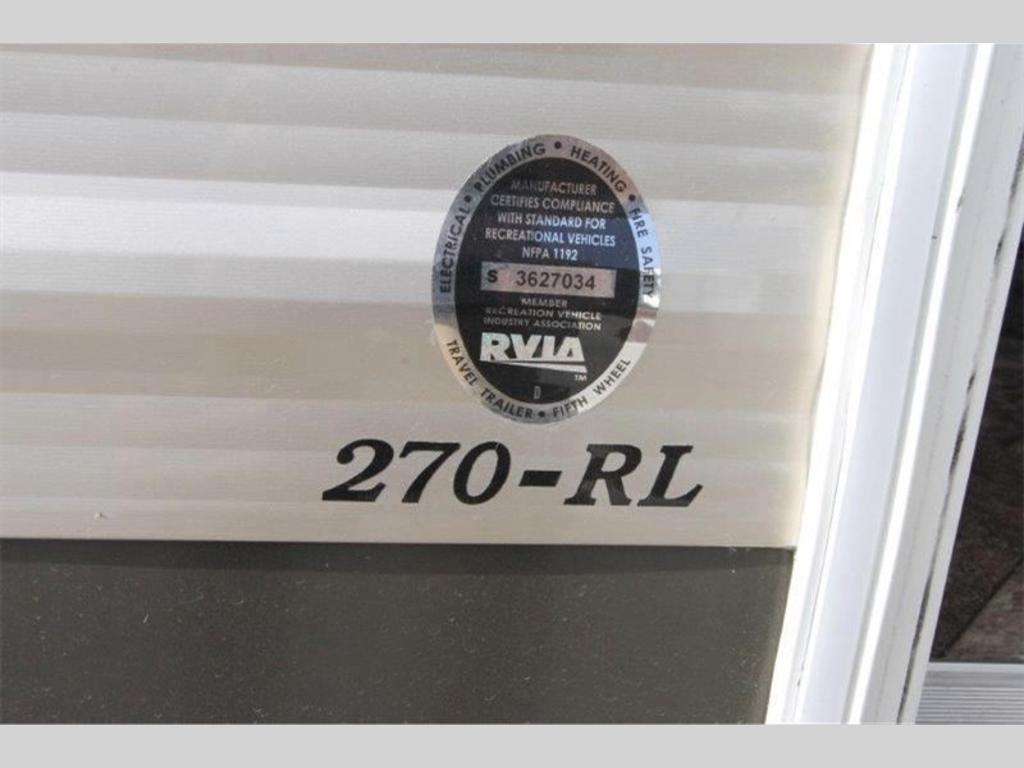 ELECTRICAL • PLUMBING • HEATING • FIRE SAFETY
MANUFACTURER
CERTIFIES COMPLIANCE
WITH STANDARD FOR
RECREATIONAL VEHICLES
NFPA 1192
S 3627034
MEMBER
RECREATION VEHICLE
INDUSTRY ASSOCIATION
RVIA
TM
D
TRAVEL TRAILER • FIFTH WHEEL
270-RL